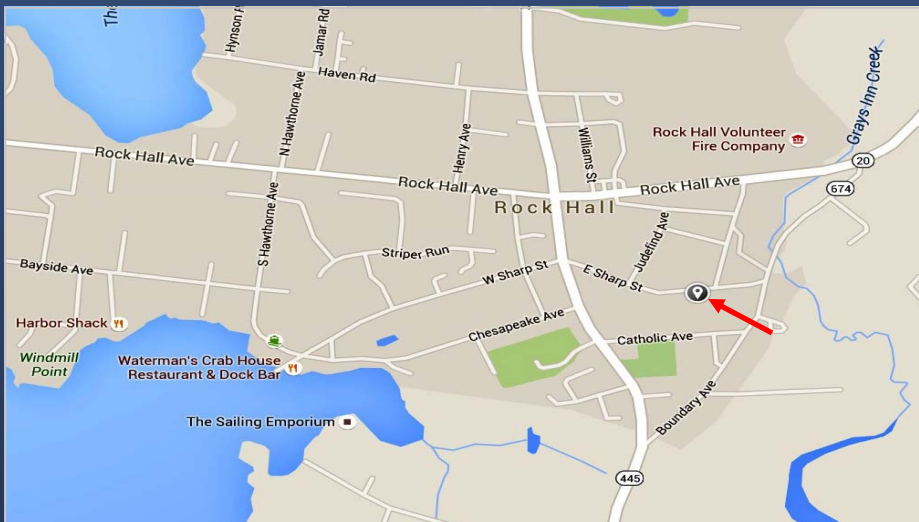 The
Hynson
Jamar Rd
Haven Rd
N Hawthorne Ave
Henry Ave
Williams St
Rock Hall Volunteer
Fire Company
Grays Inn Creek
20
674
Rock Hall Ave
Rock Hall Ave
Rock Hall Ave
Rock Hall
S Hawthorne Ave
Striper Run
W Sharp St
E Sharp St
Judefind Ave
Bayside Ave
Harbor Shack
Windmill
Point
Chesapeake Ave
Catholic Ave
Waterman's Crab House
Restaurant & Dock Bar
The Sailing Emporium
Boundary Ave
445